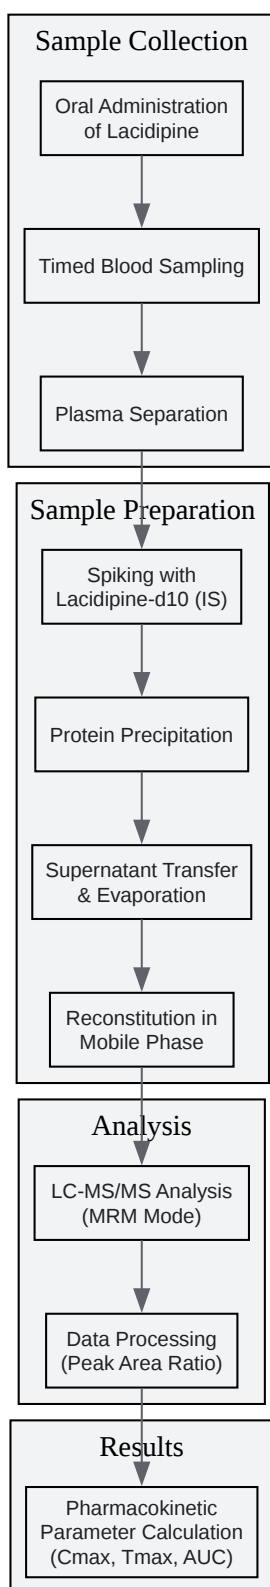 Sample Collection
Oral Administration
of Lacidipine
Timed Blood Sampling
Plasma Separation
Sample Preparation
Spiking with
Lacidipine-d10 (IS)
Protein Precipitation
Supernatant Transfer
& Evaporation
Reconstitution in
Mobile Phase
Analysis
LC-MS/MS Analysis
(MRM Mode)
Data Processing
(Peak Area Ratio)
Results
Pharmacokinetic
Parameter Calculation
(Cmax, Tmax, AUC)